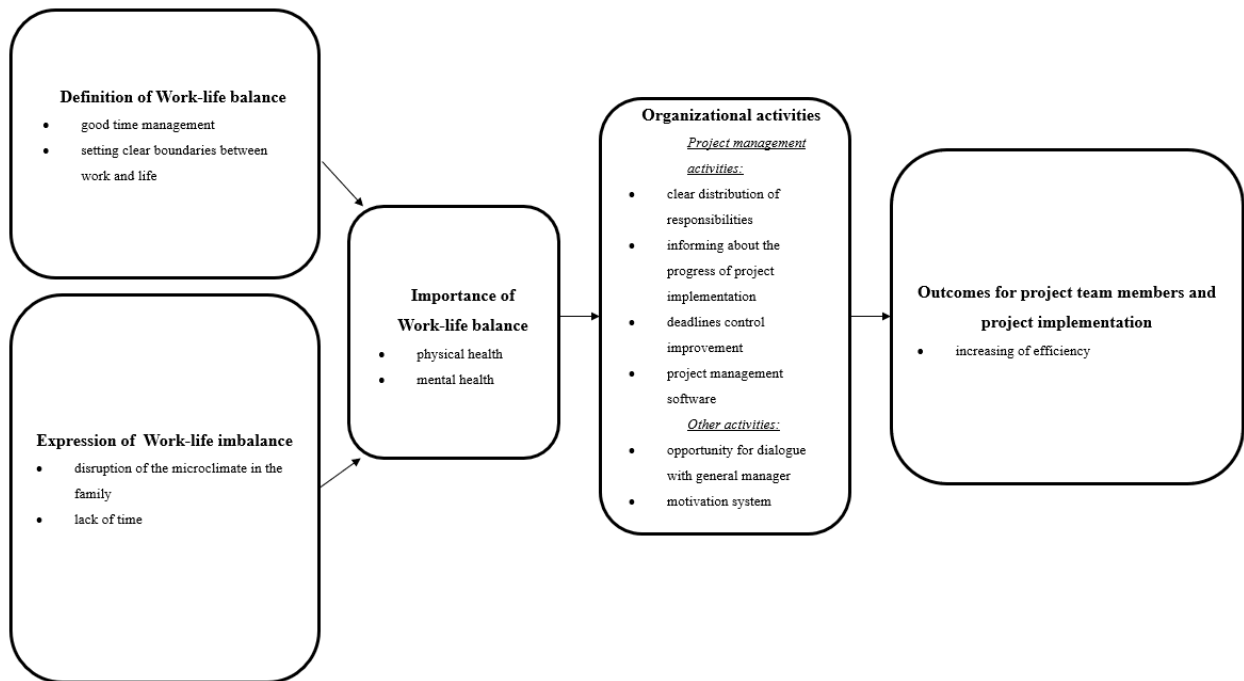 Definition of Work-life balance
• good time management
• setting clear boundaries between
work and life
Expression of Work-life imbalance
• disruption of the microclimate in the
family
• lack of time
Importance of
Work-life balance
• physical health
• mental health
Organizational activities
Project management
activities:
• clear distribution of
responsibilities
• informing about the
progress of project
implementation
• deadlines control
improvement
• project management
software
Other activities:
• opportunity for dialogue
with general manager
• motivation system
Outcomes for project team members and
project implementation
• increasing of efficiency